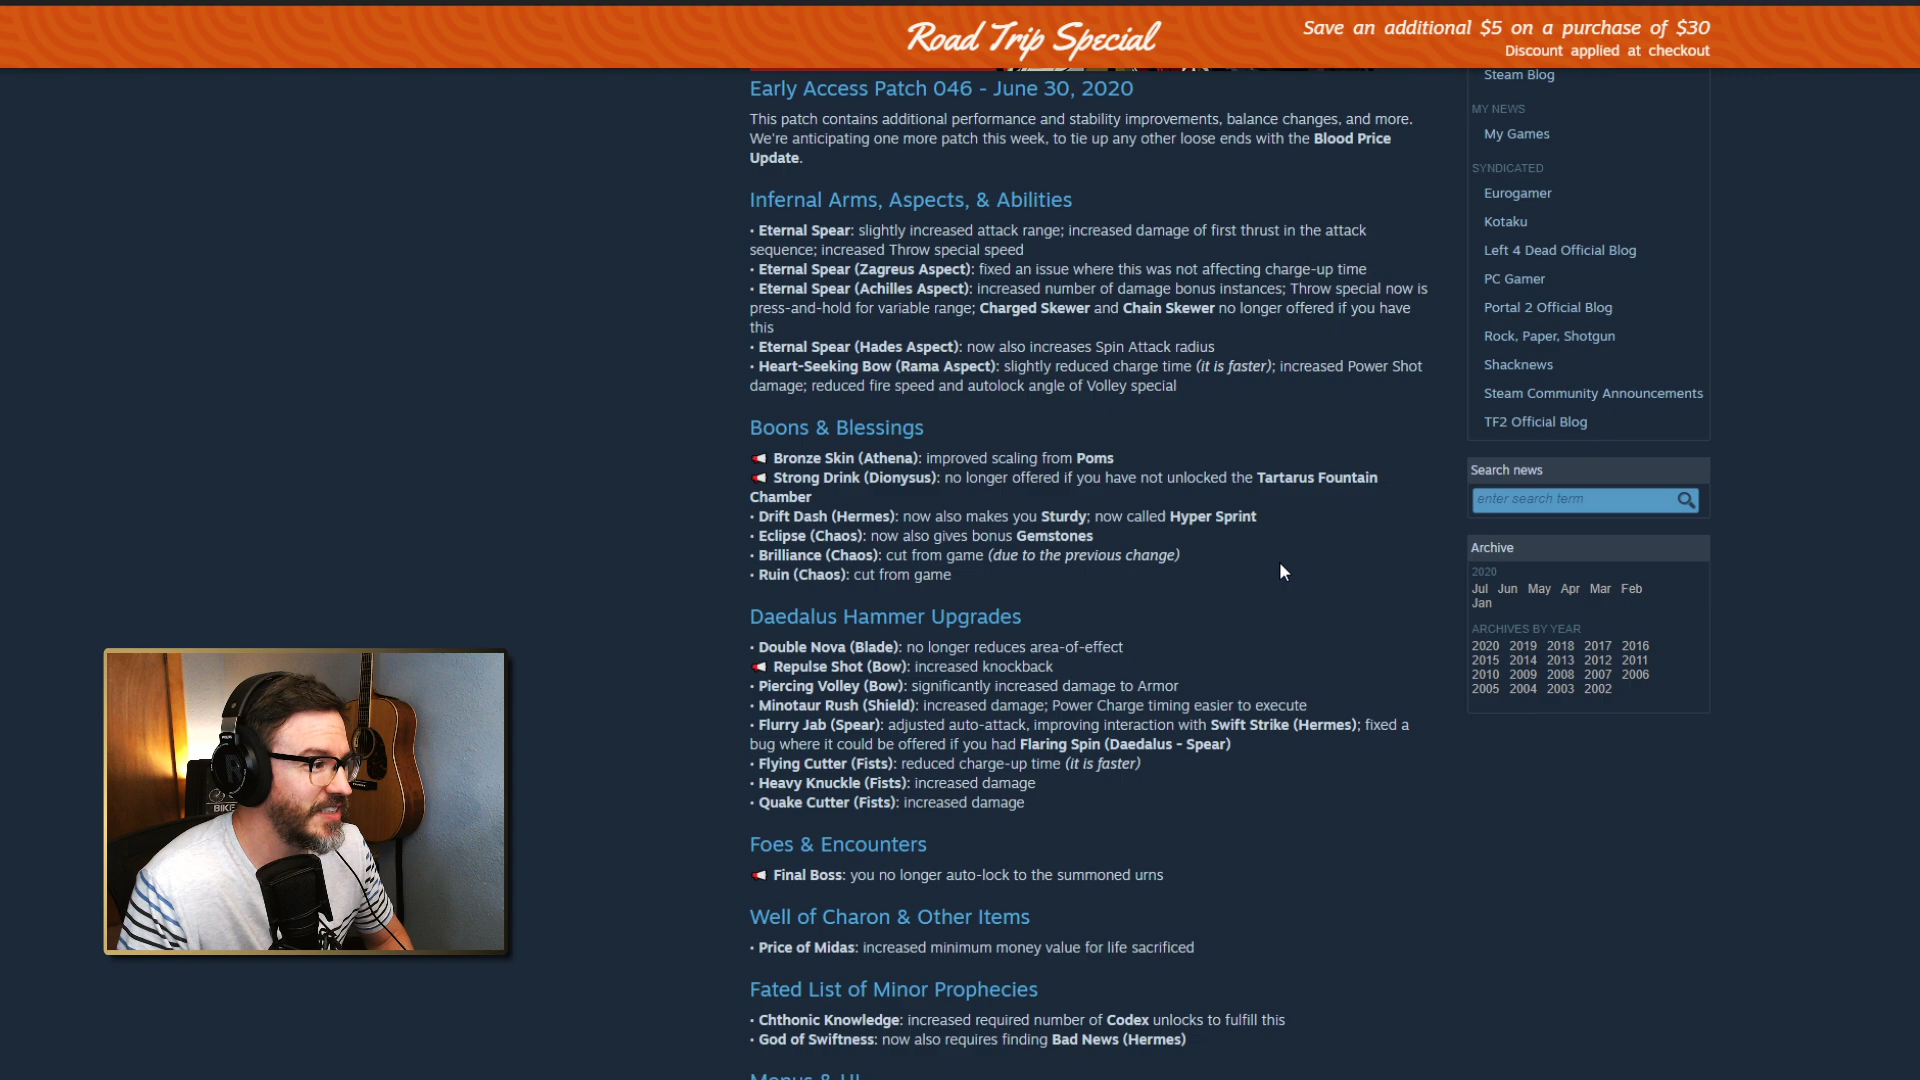 Road Trip Special
Save an additional $5 on a purchase of $30
Discount applied at checkout
Early Access Patch 046 - June 30, 2020
This patch contains additional performance and stability improvements, balance changes, and more.
We're anticipating one more patch this week, to tie up any other loose ends with the Blood Price
Update.
Infernal Arms, Aspects, & Abilities
• Eternal Spear: slightly increased attack range; increased damage of first thrust in the attack
sequence; increased Throw special speed
• Eternal Spear (Zagreus Aspect): fixed an issue where this was not affecting charge-up time
• Eternal Spear (Achilles Aspect): increased number of damage bonus instances; Throw special now is
press-and-hold for variable range; Charged Skewer and Chain Skewer no longer offered if you have
this
• Eternal Spear (Hades Aspect): now also increases Spin Attack radius
• Heart-Seeking Bow (Rama Aspect): slightly reduced charge time (it is faster); increased Power Shot
damage; reduced fire speed and autolock angle of Volley special
Boons & Blessings
Bronze Skin (Athena): improved scaling from Poms
Strong Drink (Dionysus): no longer offered if you have not unlocked the Tartarus Fountain
Chamber
• Drift Dash (Hermes): now also makes you Sturdy; now called Hyper Sprint
• Eclipse (Chaos): now also gives bonus Gemstones
• Brilliance (Chaos): cut from game (due to the previous change)
• Ruin (Chaos): cut from game
Daedalus Hammer Upgrades
• Double Nova (Blade): no longer reduces area-of-effect
Repulse Shot (Bow): increased knockback
• Piercing Volley (Bow): significantly increased damage to Armor
• Minotaur Rush (Shield): increased damage; Power Charge timing easier to execute
• Flurry Jab (Spear): adjusted auto-attack, improving interaction with Swift Strike (Hermes); fixed a
bug where it could be offered if you had Flaring Spin (Daedalus - Spear)
• Flying Cutter (Fists): reduced charge-up time (it is faster)
• Heavy Knuckle (Fists): increased damage
• Quake Cutter (Fists): increased damage
Foes & Encounters
Final Boss: you no longer auto-lock to the summoned urns
Well of Charon & Other Items
• Price of Midas: increased minimum money value for life sacrificed
Fated List of Minor Prophecies
• Chthonic Knowledge: increased required number of Codex unlocks to fulfill this
• God of Swiftness: now also requires finding Bad News (Hermes)
Menus & UI
Steam Blog
MY NEWS
My Games
SYNDICATED
Eurogamer
Kotaku
Left 4 Dead Official Blog
PC Gamer
Portal 2 Official Blog
Rock, Paper, Shotgun
Shacknews
Steam Community Announcements
TF2 Official Blog
Search news
enter search term
Archive
2020
Jul Jun May Apr Mar Feb
Jan
ARCHIVES BY YEAR
2020 2019 2018 2017 2016
2015 2014 2013 2012 2011
2010 2009 2008 2007 2006
2005 2004 2003 2002
BIKE